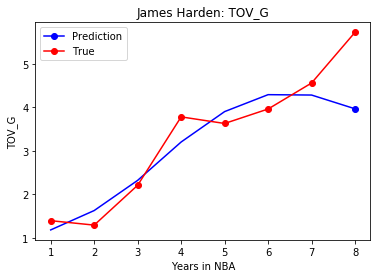 James Harden: TOV_G
Prediction
True
TOV_G
5
4
3
2
1
1 2 3 4 5 6 7 8
Years in NBA